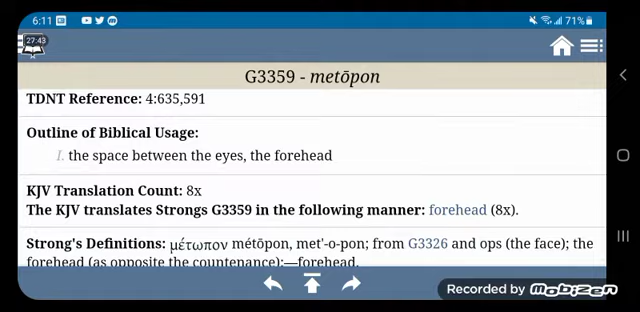 6:11
71%
27:43
G3359 - metōpon
TDNT Reference: 4:635,591
Outline of Biblical Usage:
I. the space between the eyes, the forehead
KJV Translation Count: 8x
The KJV translates Strongs G3359 in the following manner: forehead (8x).
Strong's Definitions: μέτωπον métōpon, met'-o-pon; from G3326 and ops (the face); the
forehead (as opposite the countenance):—forehead.
Recorded by Mobizen